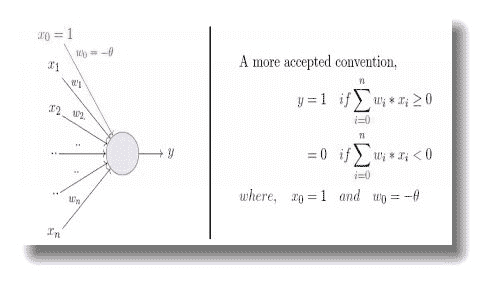 x₀ = 1
w₀ = −θ
x₁
w₁
x₂
w₂
..
..
..
..
wₙ
xₙ
y
A more accepted convention,
y = 1 if n∑i=0 wᵢ * xᵢ ≥ 0
= 0 if n∑i=0 wᵢ * xᵢ < 0
where, x₀ = 1 and w₀ = −θ